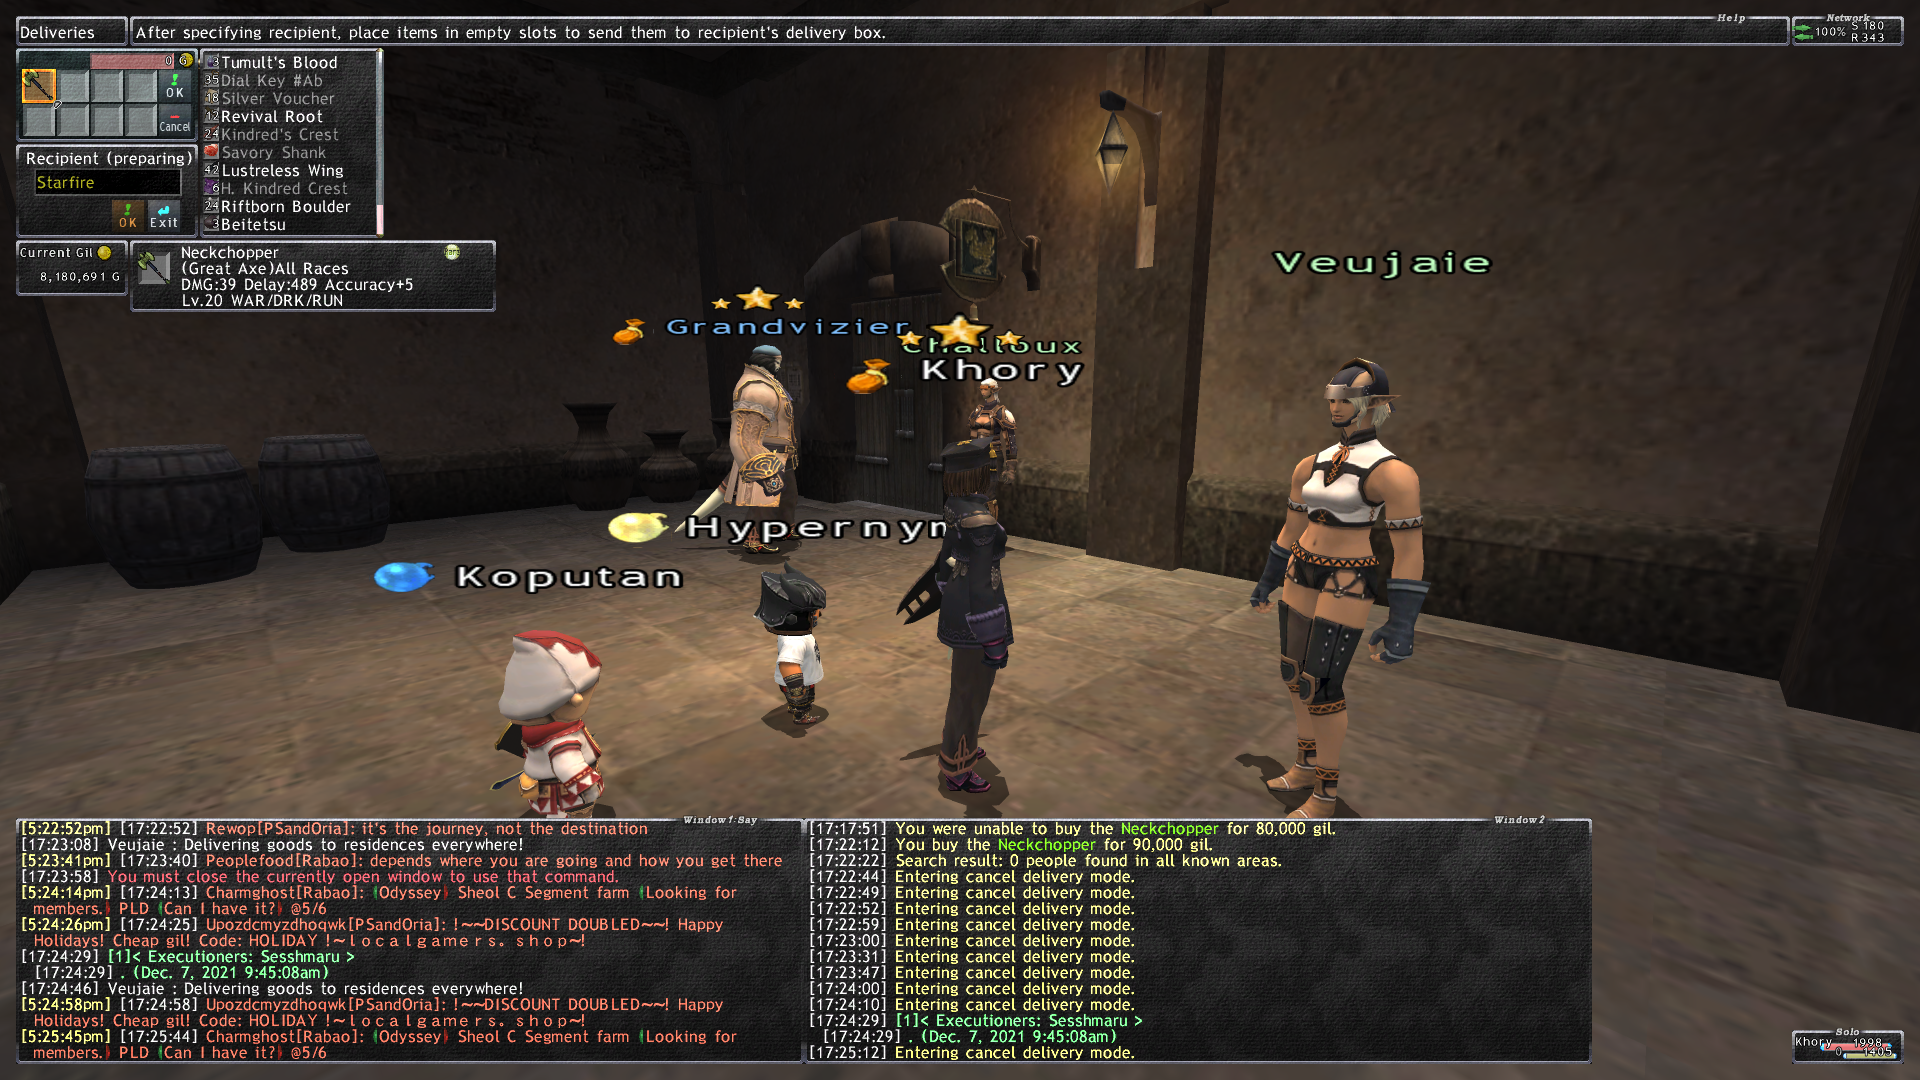 Deliveries
After specifying recipient, place items in empty slots to send them to recipient's delivery box.
Help
Network
100% S 180
R 343
0 G
OK
Cancel
3 Tumult's Blood
35 Dial Key #Ab
18 Silver Voucher
12 Revival Root
24 Kindred's Crest
Savory Shank
42 Lustreless Wing
6 H. Kindred Crest
24 Riftborn Boulder
3 Beitetsu
Recipient (preparing)
Starfire
OK Exit
Current Gil
8,180,691 G
Neckchopper
(Great Axe)All Races
DMG:39 Delay:489 Accuracy+5
Lv.20 WAR/DRK/RUN
Veujaie
Grandvizier
Challoux
Khory
Koputan
Window1:Say
[5:22:52pm] [17:22:52] Rewop[PSandOria]: it's the journey, not the destination
[17:23:08] Veujaie : Delivering goods to residences everywhere!
[5:23:41pm] [17:23:40] Peoplefood[Rabao]: depends where you are going and how you get there
[17:23:58] You must close the currently open window to use that command.
[5:24:14pm] [17:24:13] Charmghost[Rabao]: (Odyssey) Sheol C Segment farm (Looking for
members.) PLD (Can I have it?) @5/6
[5:24:26pm] [17:24:25] Upozdcmyzdhoqwk[PSandOria]: !~~DISCOUNT DOUBLED~~! Happy
Holidays! Cheap gil! Code: HOLIDAY !~ l o c a l g a m e r s. s h o p ~!
[17:24:29] [1]< Executioners: Sesshmaru >
[17:24:29] . (Dec. 7, 2021 9:45:08am)
[17:24:46] Veujaie : Delivering goods to residences everywhere!
[5:24:58pm] [17:24:58] Upozdcmyzdhoqwk[PSandOria]: !~~DISCOUNT DOUBLED~~! Happy
Holidays! Cheap gil! Code: HOLIDAY !~ l o c a l g a m e r s. s h o p ~!
[5:25:45pm] [17:25:44] Charmghost[Rabao]: (Odyssey) Sheol C Segment farm (Looking for
members.) PLD (Can I have it?) @5/6
Window2
[17:17:51] You were unable to buy the Neckchopper for 80,000 gil.
[17:22:12] You buy the Neckchopper for 90,000 gil.
[17:22:22] Search result: 0 people found in all known areas.
[17:22:44] Entering cancel delivery mode.
[17:22:49] Entering cancel delivery mode.
[17:22:52] Entering cancel delivery mode.
[17:22:59] Entering cancel delivery mode.
[17:23:00] Entering cancel delivery mode.
[17:23:31] Entering cancel delivery mode.
[17:23:47] Entering cancel delivery mode.
[17:24:00] Entering cancel delivery mode.
[17:24:10] Entering cancel delivery mode.
[17:24:29] [1]< Executioners: Sesshmaru >
[17:24:29] . (Dec. 7, 2021 9:45:08am)
[17:25:12] Entering cancel delivery mode.
Solo
Khory 1998
0 1405